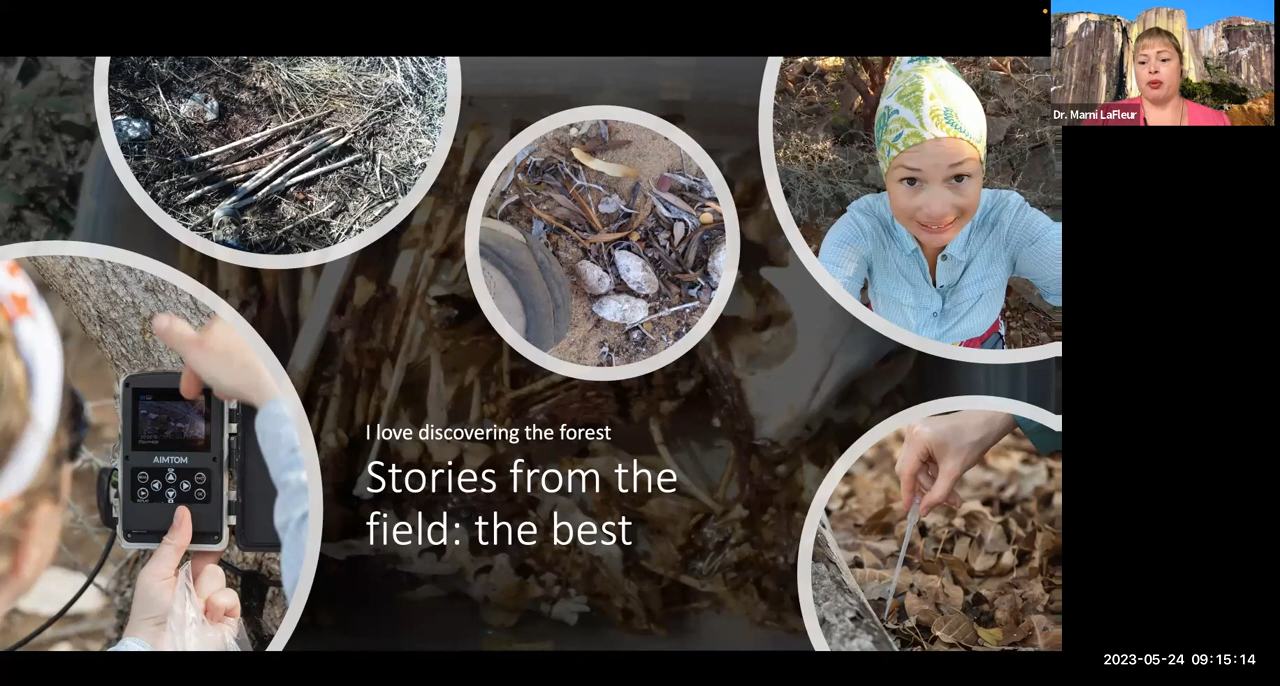 Dr. Marni LaFleur
AIMTOM
I love discovering the forest
Stories from the
field: the best
2023-05-24 09:15:14